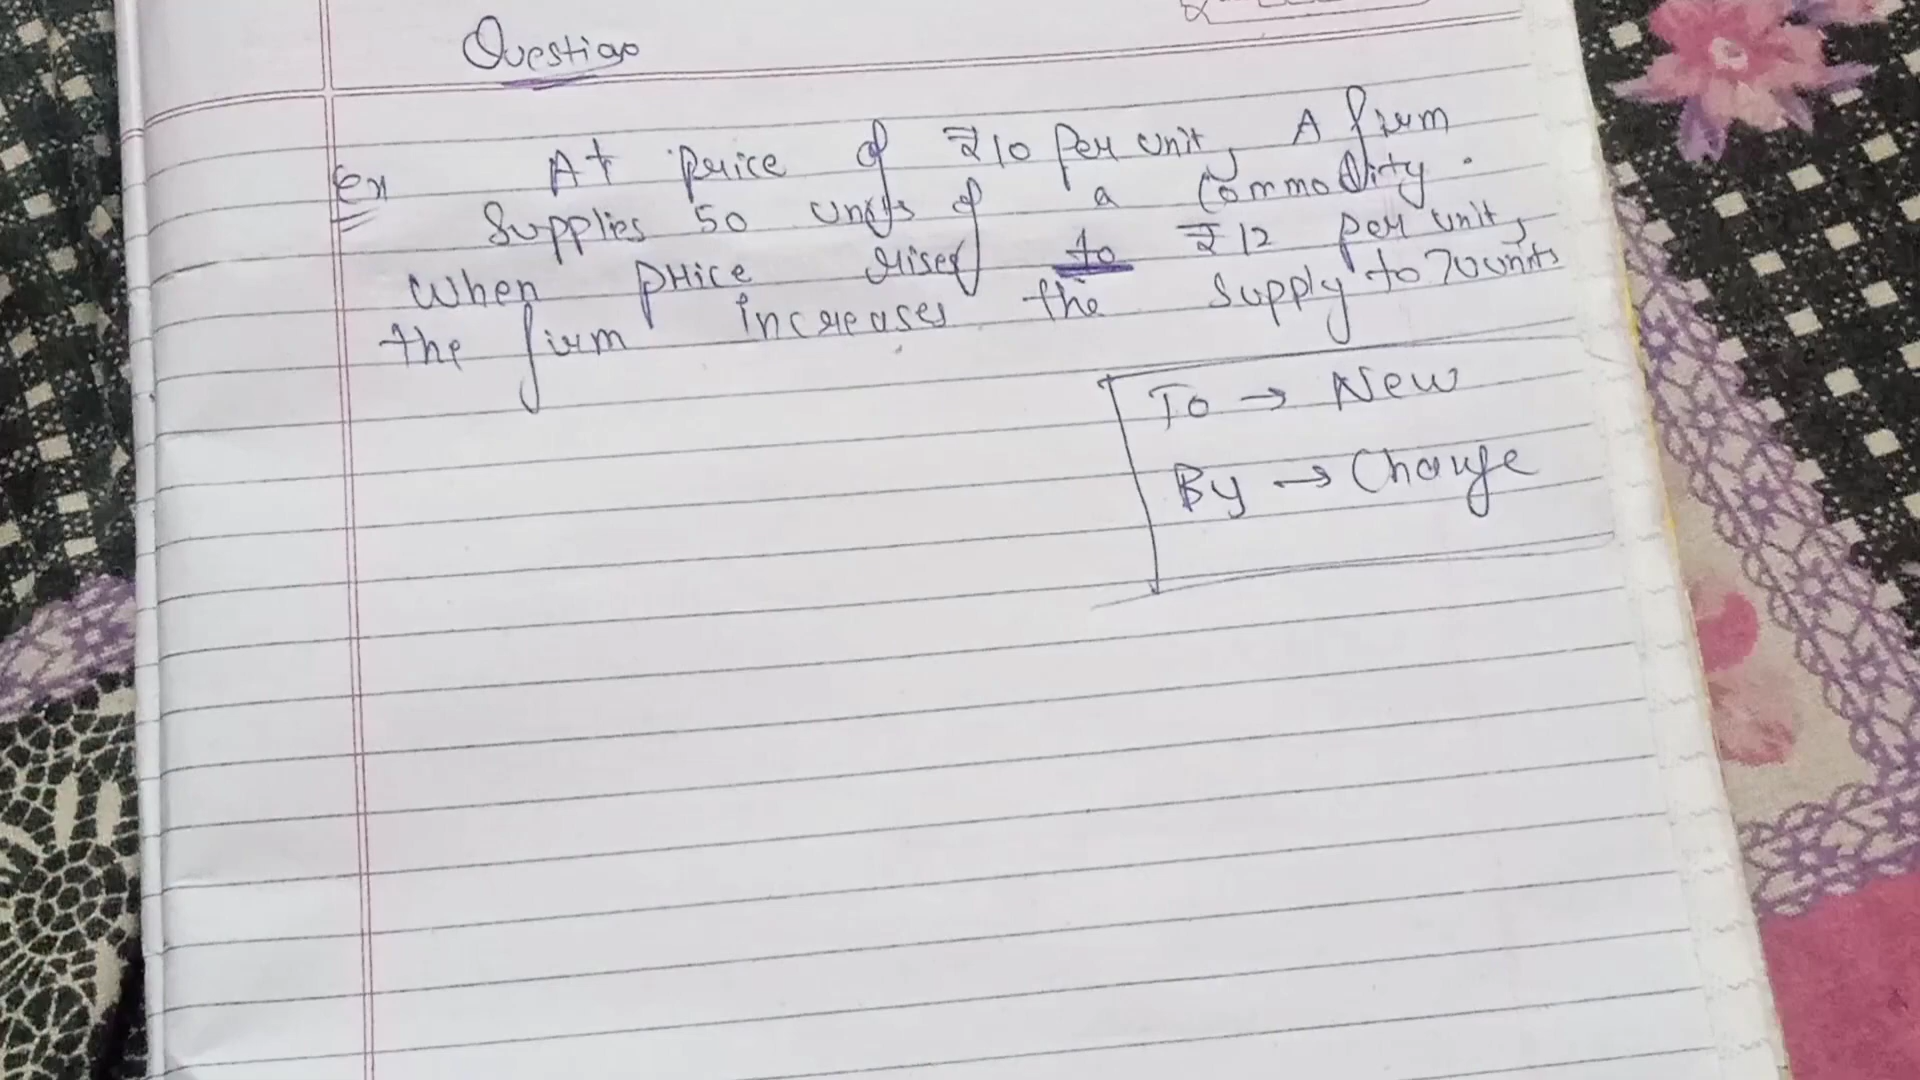 Question
Ex At price of ₹10 per unit, A firm
Supplies 50 units of a Commodity.
When price rises to ₹12 per unit,
the firm increases the supply to 70 units
To → New
By → Change